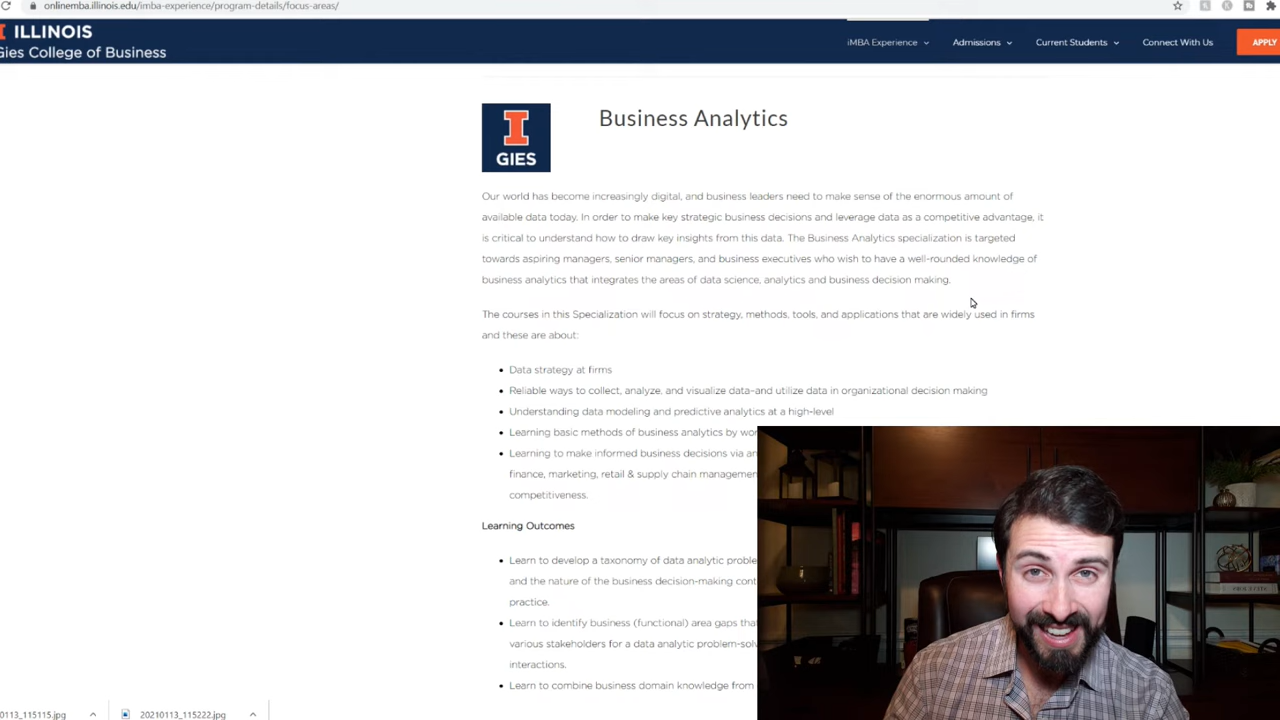 onlinemba.illinois.edu/imba-experience/program-details/focus-areas/
ILLINOIS
Gies College of Business
iMBA Experience
Admissions
Current Students
Connect With Us
APPLY
I
GIES
Business Analytics
Our world has become increasingly digital, and business leaders need to make sense of the enormous amount of
available data today. In order to make key strategic business decisions and leverage data as a competitive advantage, it
is critical to understand how to draw key insights from this data. The Business Analytics specialization is targeted
towards aspiring managers, senior managers, and business executives who wish to have a well-rounded knowledge of
business analytics that integrates the areas of data science, analytics and business decision making.
The courses in this Specialization will focus on strategy, methods, tools, and applications that are widely used in firms
and these are about:
• Data strategy at firms
• Reliable ways to collect, analyze, and visualize data–and utilize data in organizational decision making
• Understanding data modeling and predictive analytics at a high-level
• Learning basic methods of business analytics by wor
• Learning to make informed business decisions via an
finance, marketing, retail & supply chain management
competitiveness.
Learning Outcomes
• Learn to develop a taxonomy of data analytic proble
and the nature of the business decision-making cont
practice.
• Learn to identify business (functional) area gaps that
various stakeholders for a data analytic problem-sol
interactions.
• Learn to combine business domain knowledge from
0113_115115.jpg
20210113_115222.jpg